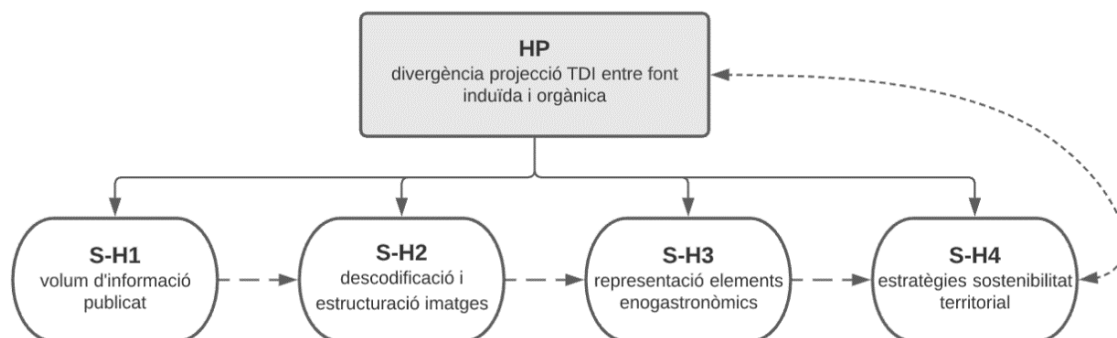 HP
divergència projecció TDI entre font
induïda i orgànica
S-H1
volum d'informació
publicat
S-H2
descodificació i
estructuració imatges
S-H3
representació elements
enogastronòmics
S-H4
estratègies sostenibilitat
territorial